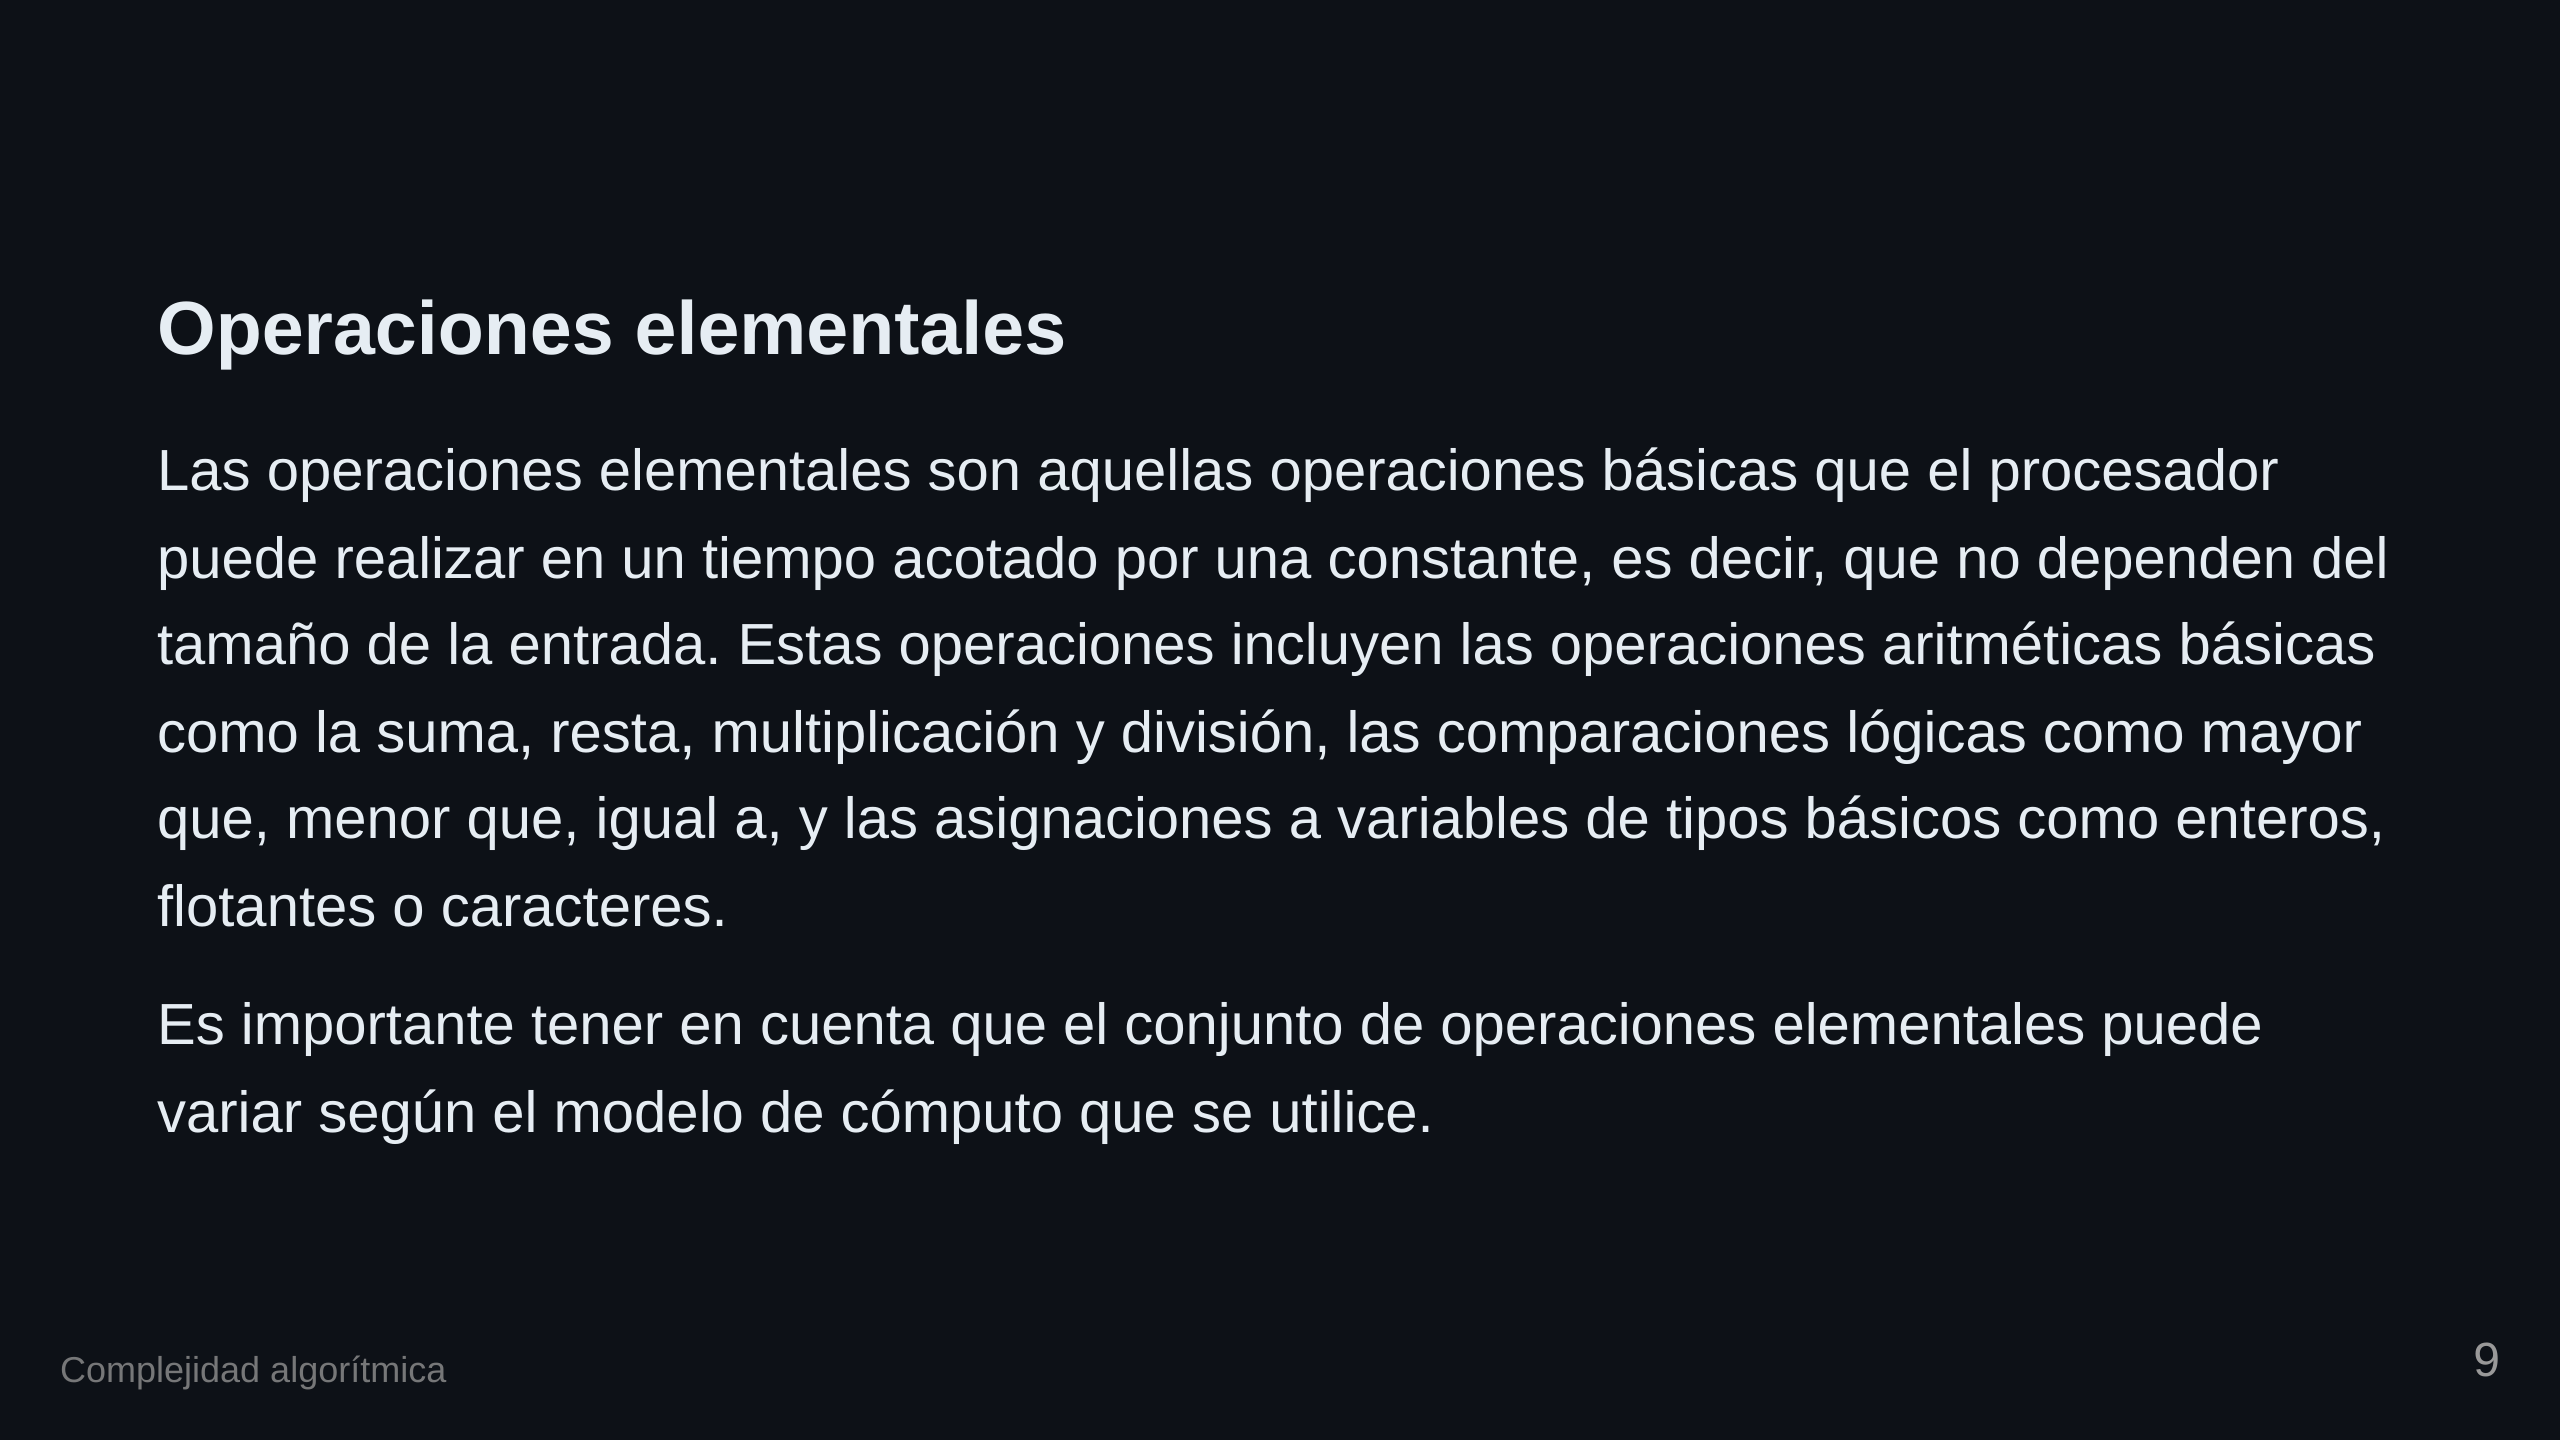 Operaciones elementales
Las operaciones elementales son aquellas operaciones básicas que el procesador
puede realizar en un tiempo acotado por una constante, es decir, que no dependen del
tamaño de la entrada. Estas operaciones incluyen las operaciones aritméticas básicas
como la suma, resta, multiplicación y división, las comparaciones lógicas como mayor
que, menor que, igual a, y las asignaciones a variables de tipos básicos como enteros,
flotantes o caracteres.
Es importante tener en cuenta que el conjunto de operaciones elementales puede
variar según el modelo de cómputo que se utilice.
Complejidad algorítmica
9